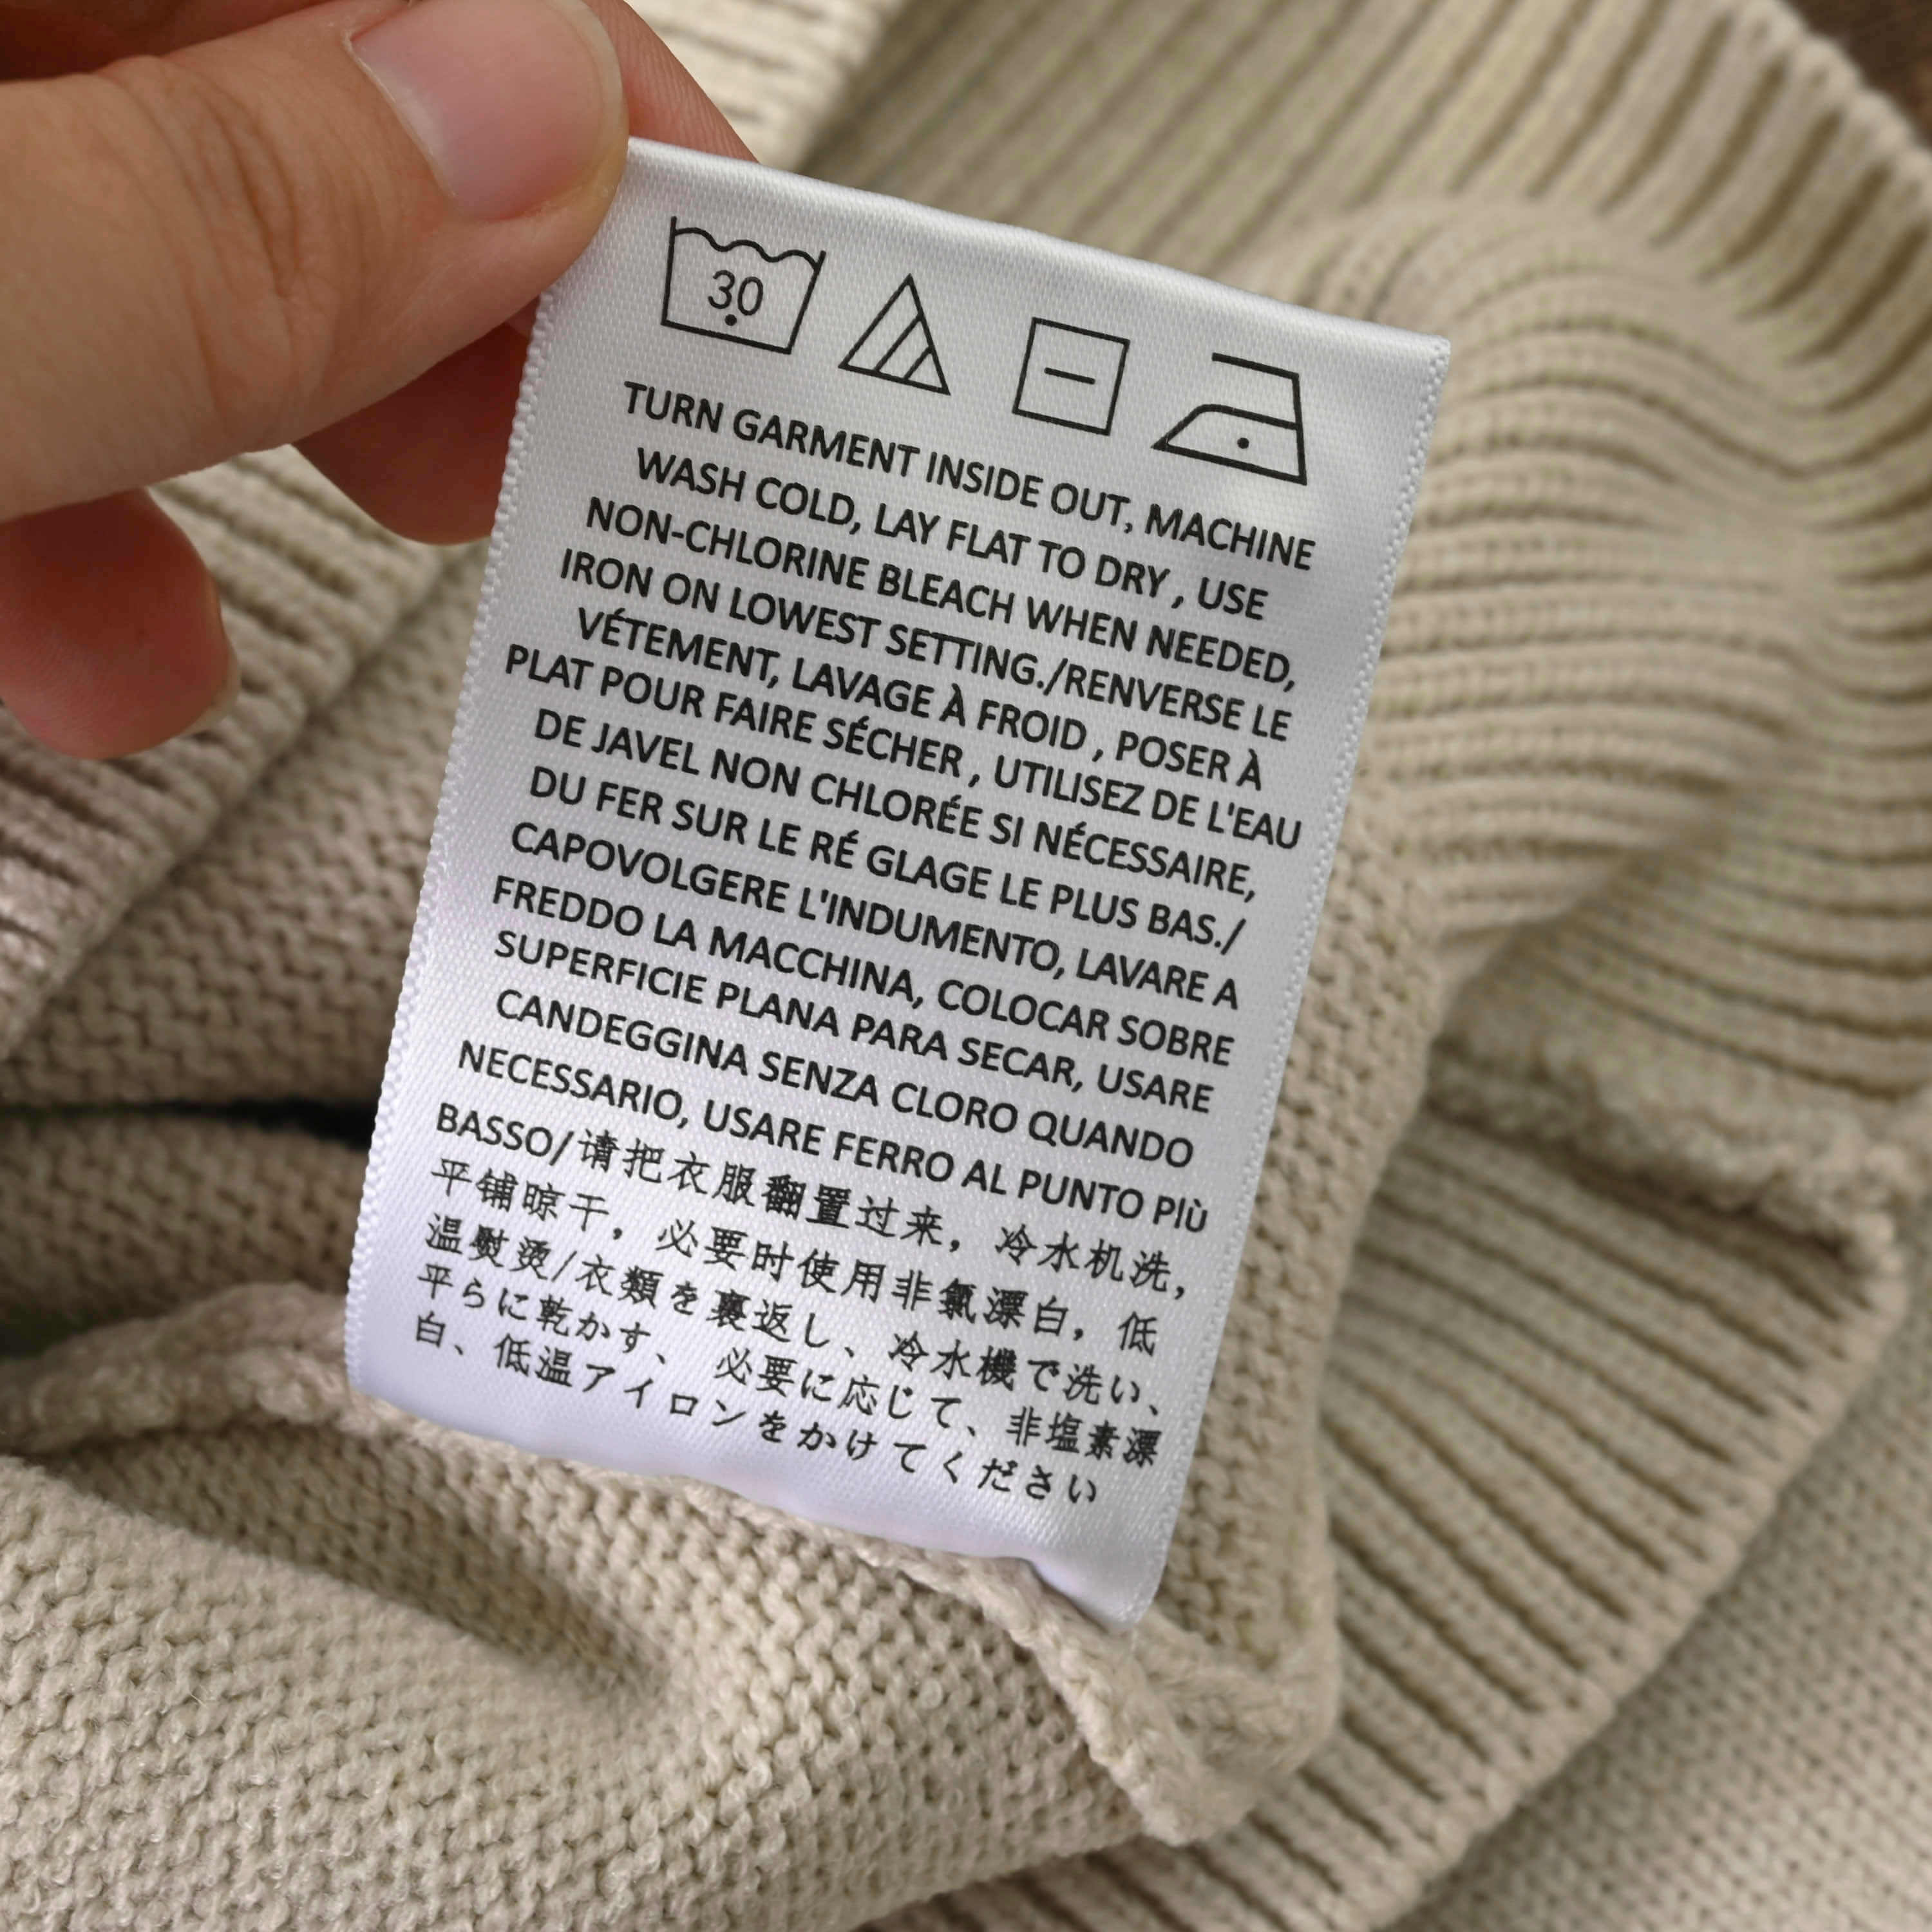 30
TURN GARMENT INSIDE OUT, MACHINE
WASH COLD, LAY FLAT TO DRY , USE
NON-CHLORINE BLEACH WHEN NEEDED,
IRON ON LOWEST SETTING./RENVERSE LE
VÉTEMENT, LAVAGE À FROID , POSER À
PLAT POUR FAIRE SÉCHER , UTILISEZ DE L'EAU
DE JAVEL NON CHLORÉE SI NÉCESSAIRE,
DU FER SUR LE RÉ GLAGE LE PLUS BAS./
CAPOVOLGERE L'INDUMENTO, LAVARE A
FREDDO LA MACCHINA, COLOCAR SOBRE
SUPERFICIE PLANA PARA SECAR, USARE
CANDEGGINA SENZA CLORO QUANDO
NECESSARIO, USARE FERRO AL PUNTO PIÙ
BASSO/请把衣服翻置过来，冷水机洗，
平铺晾干，必要时使用非氯漂白，低
温熨烫/衣類を裏返し、冷水機で洗い、
平らに乾かす、必要に応じて、非塩素漂
白、低温アイロンをかけてください